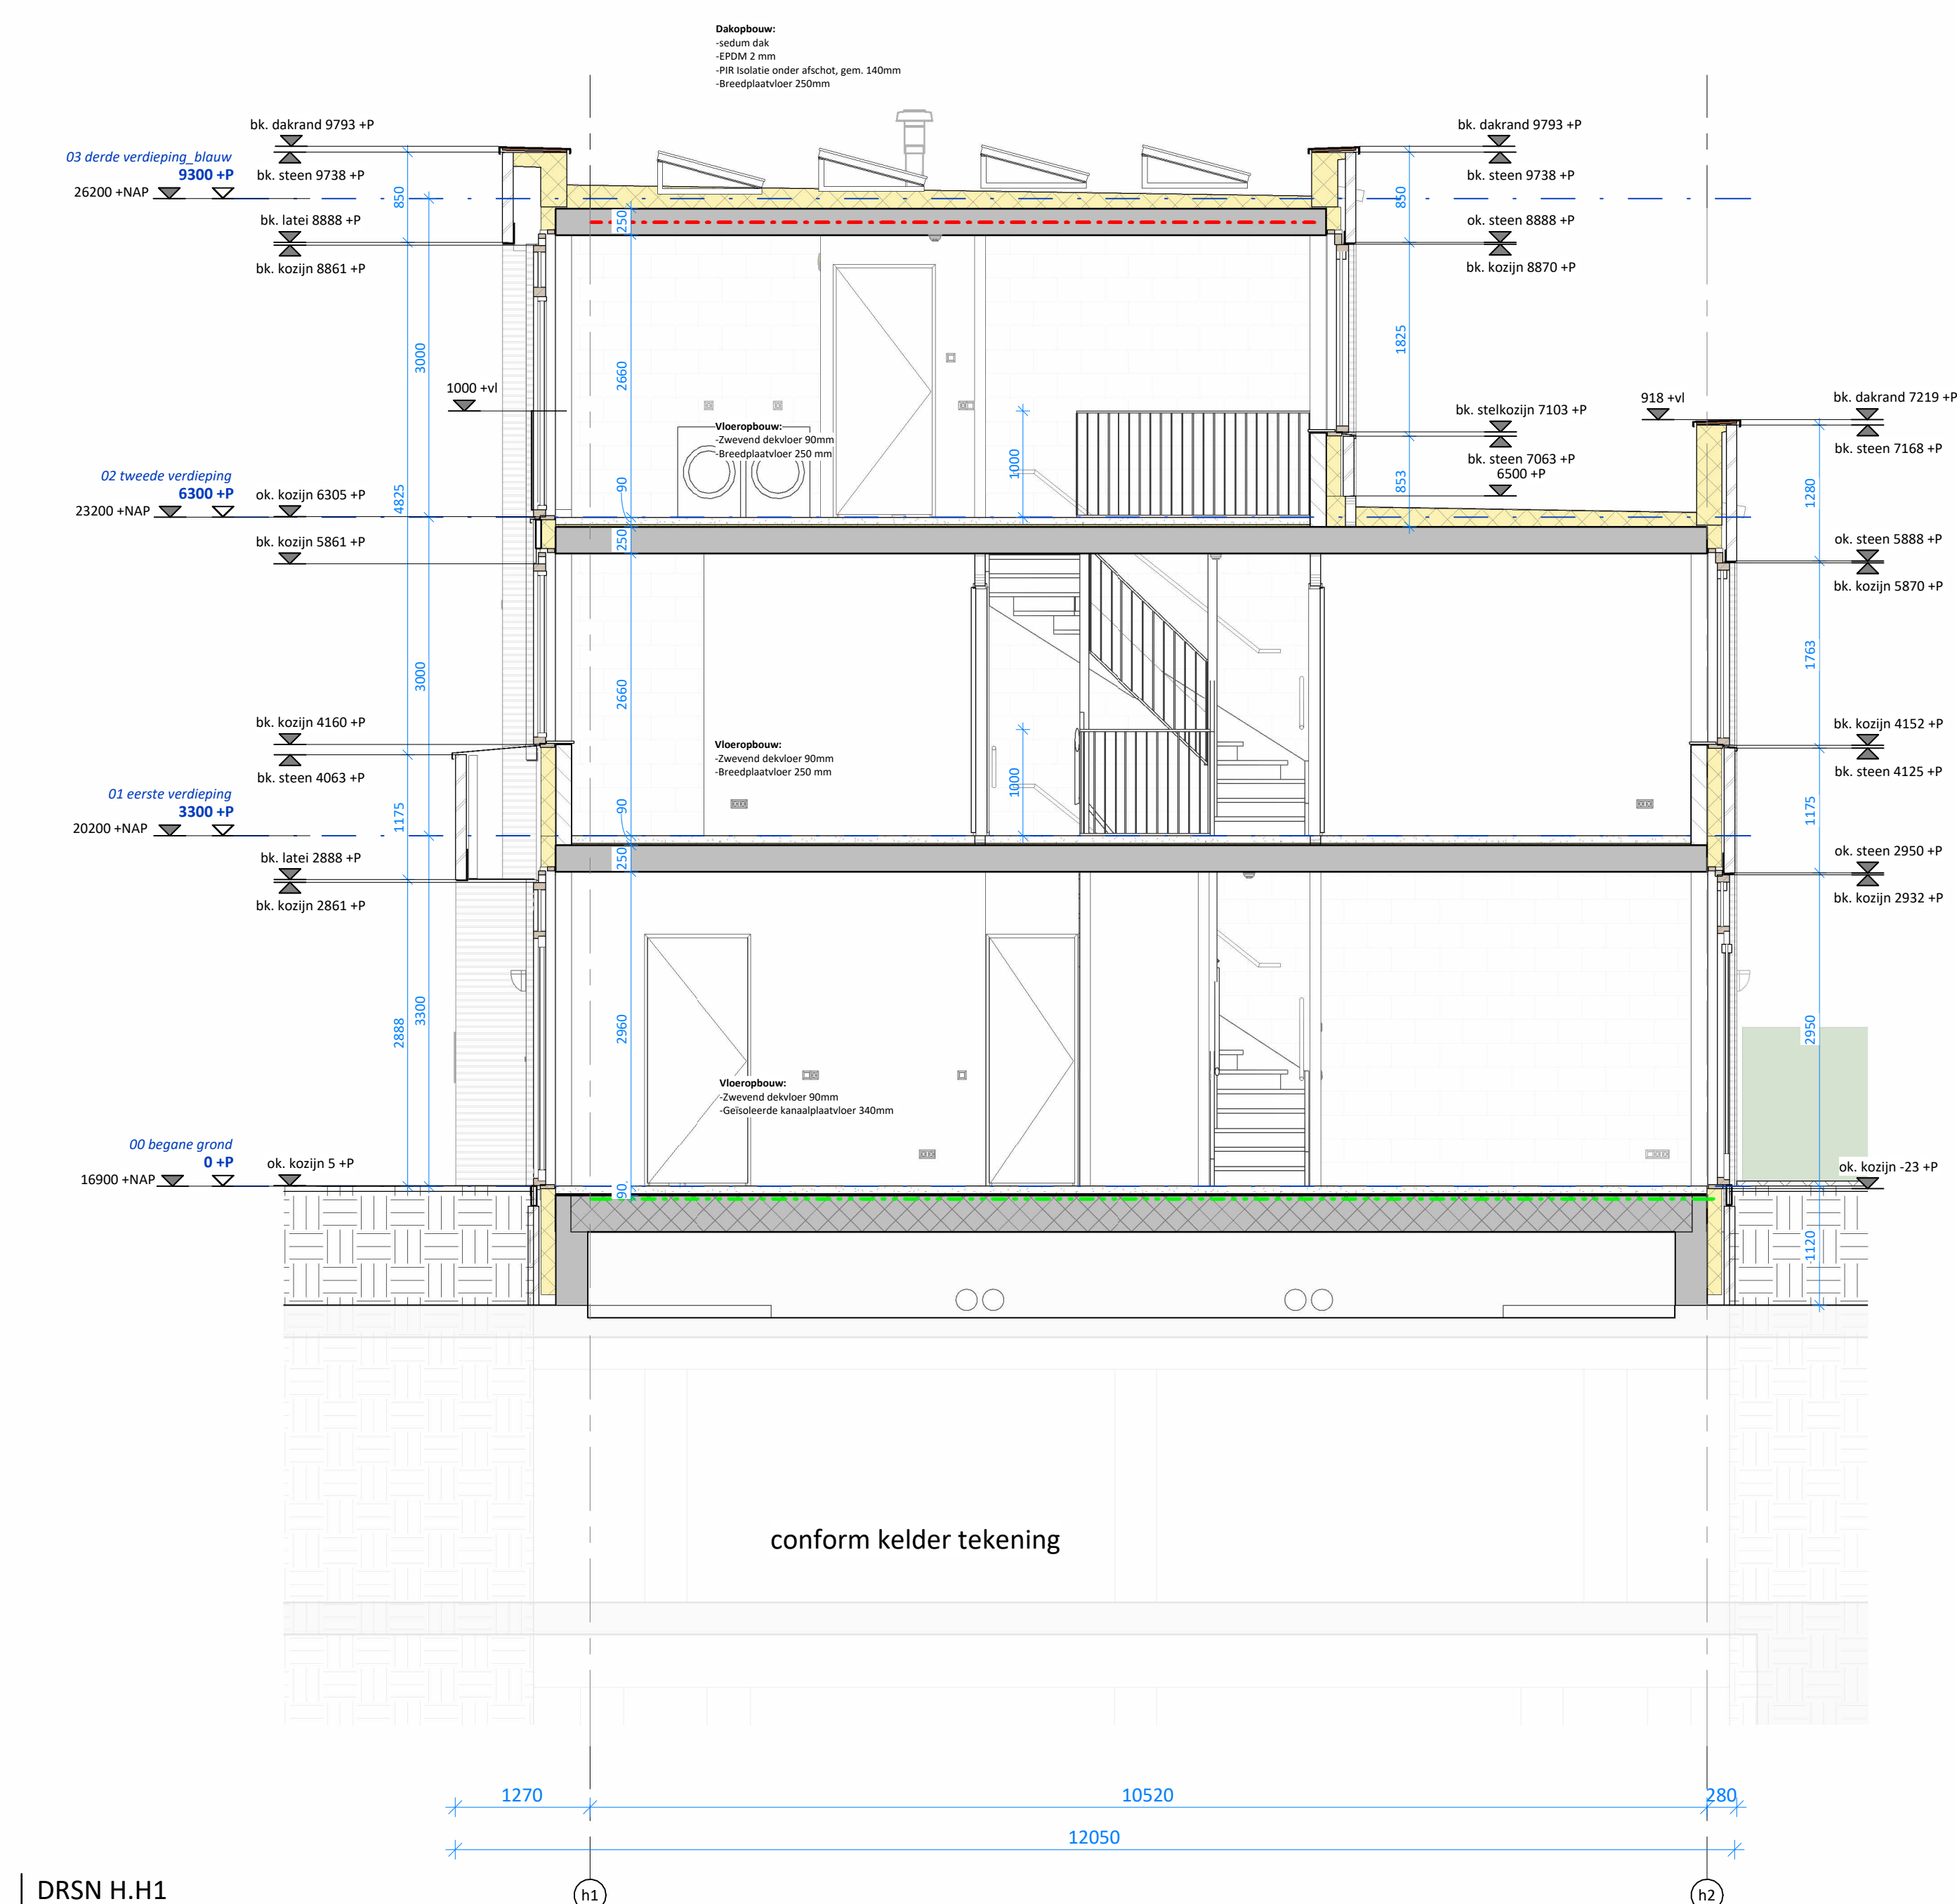 Dakopbouw:
-sedum dak
-EPDM 2 mm
-PIR Isolatie onder afschot, gem. 140mm
-Breedplaatvloer 250mm
bk. dakrand 9793 +P
bk. dakrand 9793 +P
03 derde verdieping_blauw
9300 +P
26200 +NAP
bk. steen 9738 +P
850
250
bk. steen 9738 +P
850
bk. latei 8888 +P
bk. kozijn 8861 +P
ok. steen 8888 +P
bk. kozijn 8870 +P
3000
2660
1825
1000 +vl
918 +vl
bk. dakrand 7219 +P
bk. stelkozijn 7103 +P
bk. steen 7168 +P
Vloeropbouw:
-Zwevend dekvloer 90mm
-Breedplaatvloer 250 mm
bk. steen 7063 +P
6500 +P
1000
853
1280
02 tweede verdieping
6300 +P
23200 +NAP
ok. kozijn 6305 +P
4825
90
250
bk. kozijn 5861 +P
ok. steen 5888 +P
bk. kozijn 5870 +P
3000
2660
1763
bk. kozijn 4160 +P
bk. steen 4063 +P
bk. kozijn 4152 +P
bk. steen 4125 +P
Vloeropbouw:
-Zwevend dekvloer 90mm
-Breedplaatvloer 250 mm
1000
01 eerste verdieping
3300 +P
20200 +NAP
1175
90
250
1175
bk. latei 2888 +P
bk. kozijn 2861 +P
ok. steen 2950 +P
bk. kozijn 2932 +P
2888
3300
2960
2950
Vloeropbouw:
-Zwevend dekvloer 90mm
-Geïsoleerde kanaalplaatvloer 340mm
00 begane grond
0 +P
16900 +NAP
ok. kozijn 5 +P
90
ok. kozijn -23 +P
1120
conform kelder tekening
1270
10520
280
12050
DRSN H.H1
h1
h2